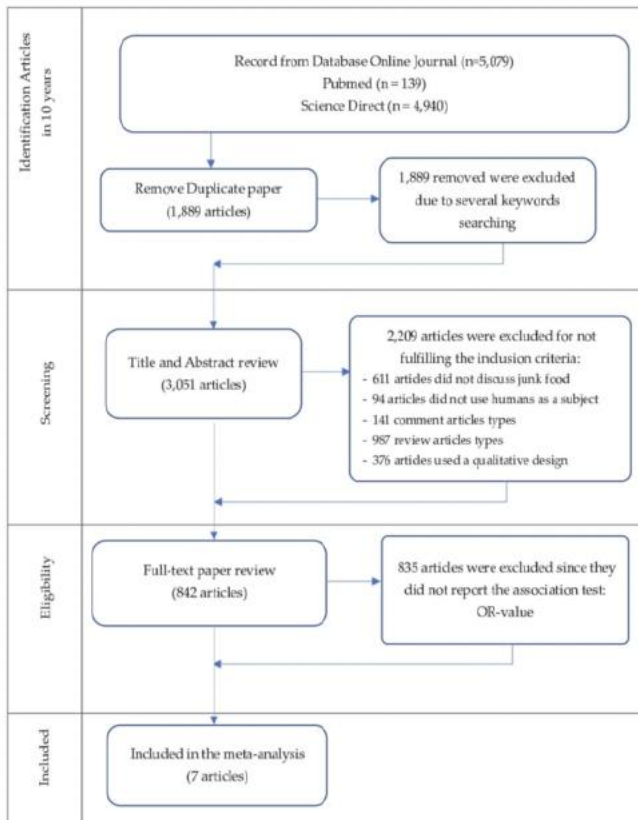 Identification Articles
in 10 years
Record from Database Online Journal (n=5,079)
Pubmed (n = 139)
Science Direct (n = 4,940)
Remove Duplicate paper
(1,889 articles)
1,889 removed were excluded
due to several keywords
searching
Screening
Title and Abstract review
(3,051 articles)
2,209 articles were excluded for not
fulfilling the inclusion criteria:
- 611 articles did not discuss junk food
- 94 articles did not use humans as a subject
- 141 comment articles types
- 987 review articles types
- 376 articles used a qualitative design
Eligibility
Full-text paper review
(842 articles)
835 articles were excluded since they
did not report the association test:
OR-value
Included
Included in the meta-analysis
(7 articles)